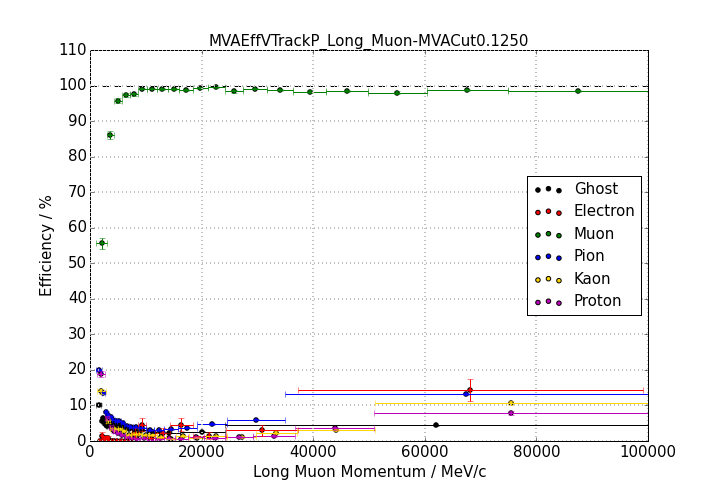 MVAEffVTrackP_Long_Muon-MVACut0.1250
110
100
90
80
70
60
50
40
30
20
10
0
Efficiency / %
Ghost
Electron
Muon
Pion
Kaon
Proton
0 20000 40000 60000 80000 100000
Long Muon Momentum / MeV/c